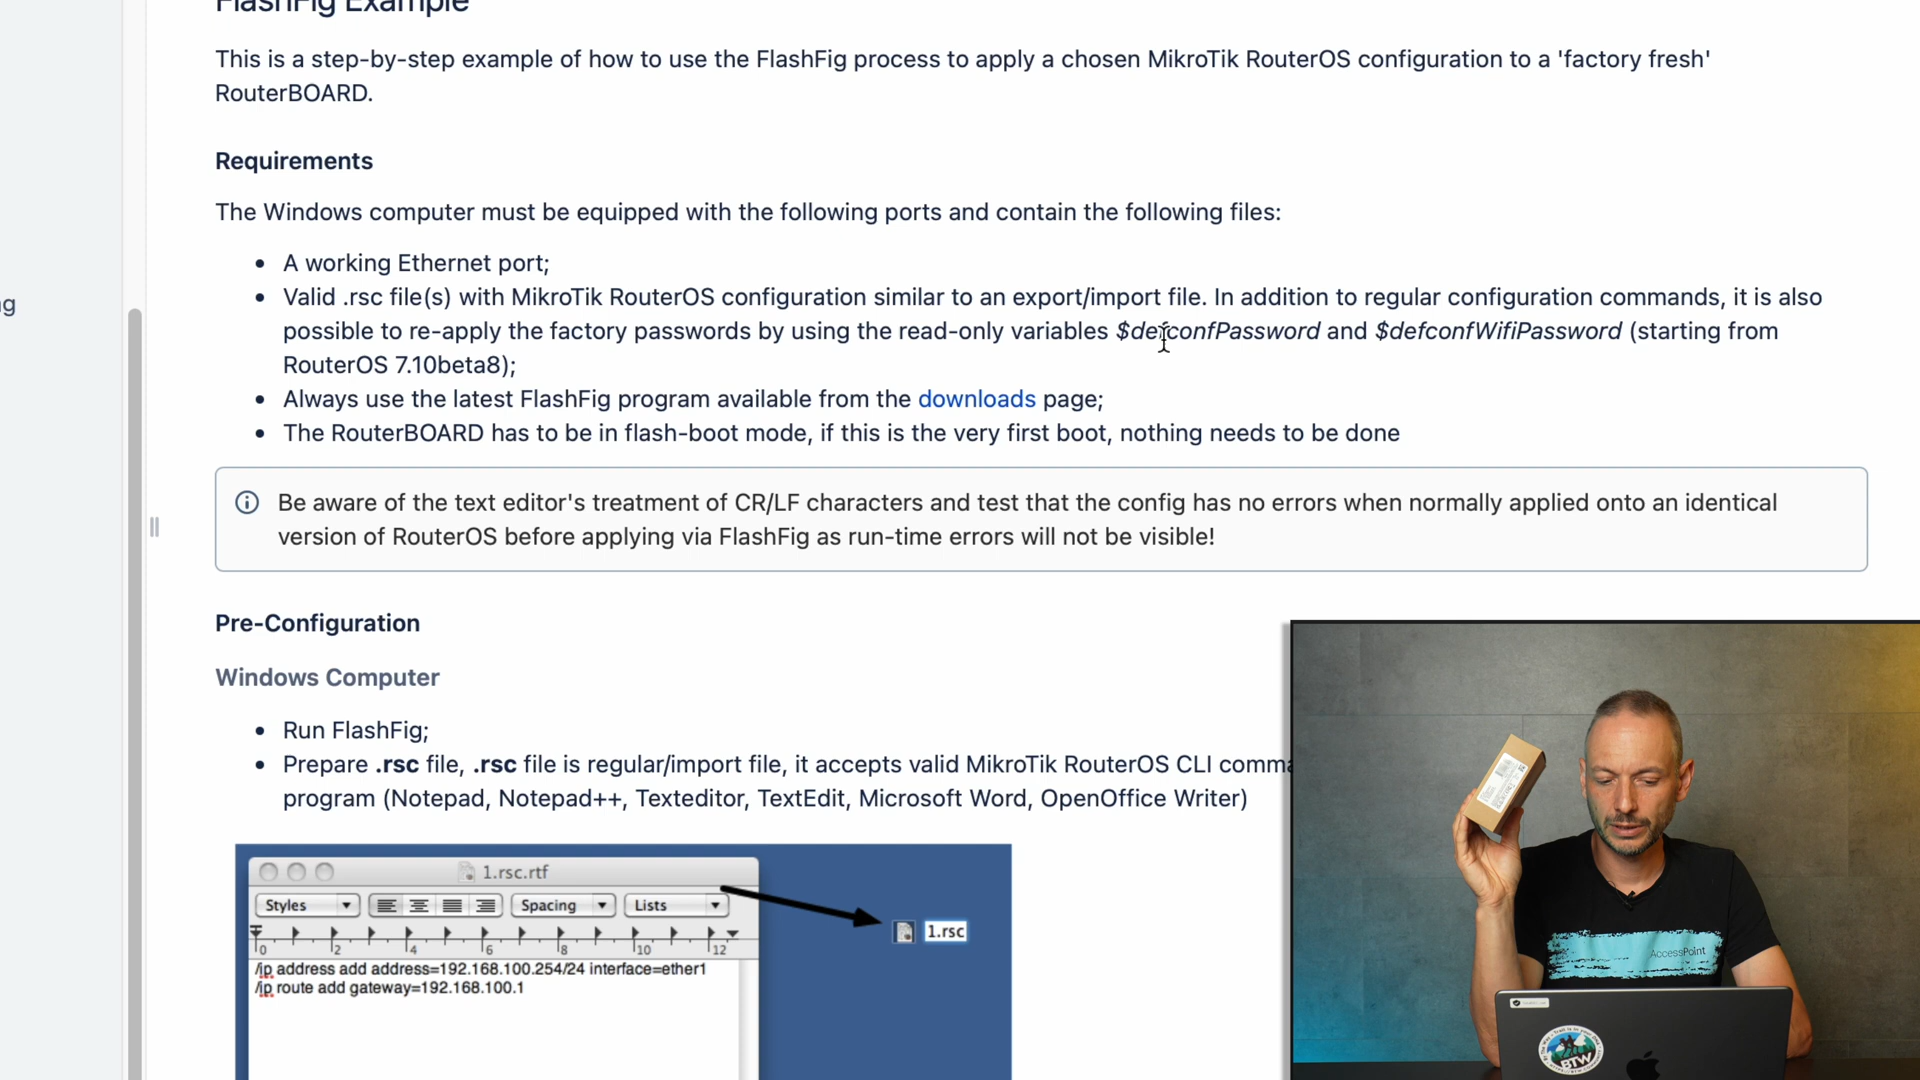 FlashFig Example
This is a step-by-step example of how to use the FlashFig process to apply a chosen MikroTik RouterOS configuration to a 'factory fresh'
RouterBOARD.
Requirements
The Windows computer must be equipped with the following ports and contain the following files:
A working Ethernet port;
Valid .rsc file(s) with MikroTik RouterOS configuration similar to an export/import file. In addition to regular configuration commands, it is also
possible to re-apply the factory passwords by using the read-only variables $defconfPassword and $defconfWifiPassword (starting from
RouterOS 7.10beta8);
Always use the latest FlashFig program available from the downloads page;
The RouterBOARD has to be in flash-boot mode, if this is the very first boot, nothing needs to be done
ng
Be aware of the text editor's treatment of CR/LF characters and test that the config has no errors when normally applied onto an identical
version of RouterOS before applying via FlashFig as run-time errors will not be visible!
Pre-Configuration
Windows Computer
Run FlashFig;
Prepare .rsc file, .rsc file is regular/import file, it accepts valid MikroTik RouterOS CLI comma
program (Notepad, Notepad++, Texteditor, TextEdit, Microsoft Word, OpenOffice Writer)
1.rsc.rtf
Styles Spacing Lists
0 2 4 6 8 10 12
/ip address add address=192.168.100.254/24 interface=ether1
/ip route add gateway=192.168.100.1
1.rsc
AccessPoint
BTW